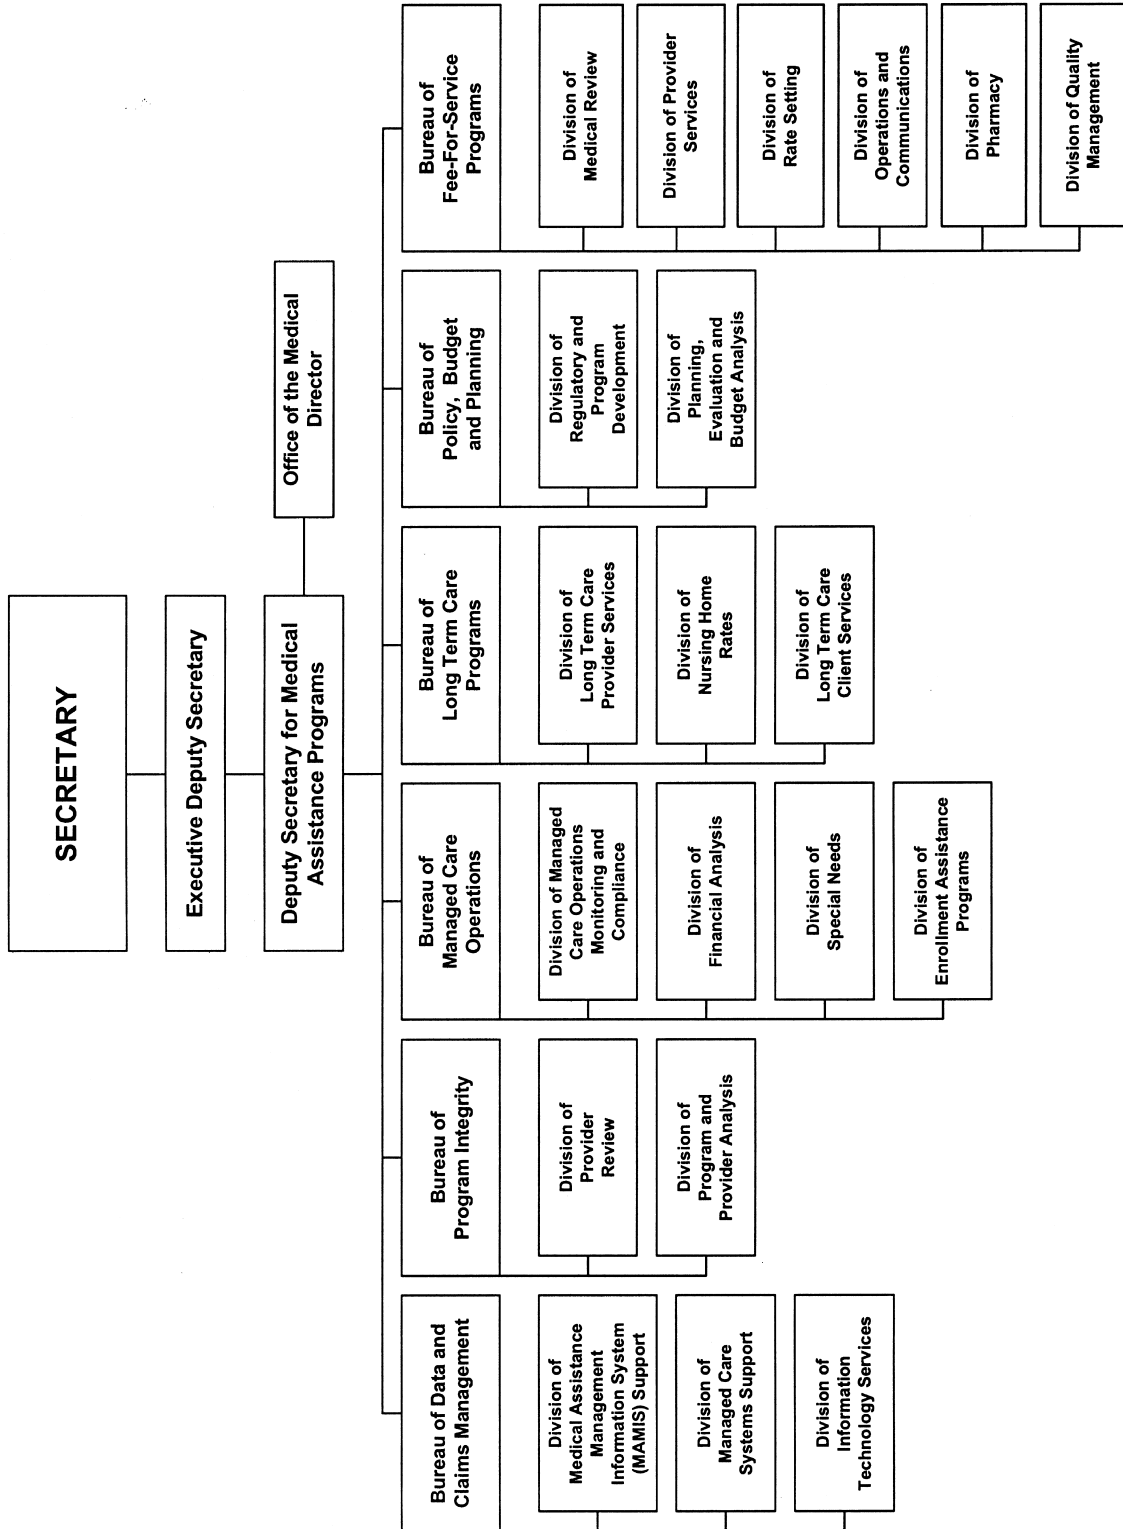 SECRETARY
Executive Deputy Secretary
Deputy Secretary for Medical
Assistance Programs
Office of the Medical
Director
Bureau of Data and
Claims Management
Division of
Medical Assistance
Management
Information System
(MAMIS) Support
Division of
Managed Care
Systems Support
Division of
Information
Technology Services
Bureau of
Program Integrity
Division of
Provider
Review
Division of
Program and
Provider Analysis
Bureau of
Managed Care
Operations
Division of Managed
Care Operations
Monitoring and
Compliance
Division of
Financial Analysis
Division of
Special Needs
Division of
Enrollment Assistance
Programs
Bureau of
Long Term Care
Programs
Division of
Long Term Care
Provider Services
Division of
Nursing Home
Rates
Division of
Long Term Care
Client Services
Bureau of
Policy, Budget
and Planning
Division of
Regulatory and
Program
Development
Division of
Planning,
Evaluation and
Budget Analysis
Bureau of
Fee-For-Service
Programs
Division of
Medical Review
Division of Provider
Services
Division of
Rate Setting
Division of
Operations and
Communications
Division of
Pharmacy
Division of Quality
Management